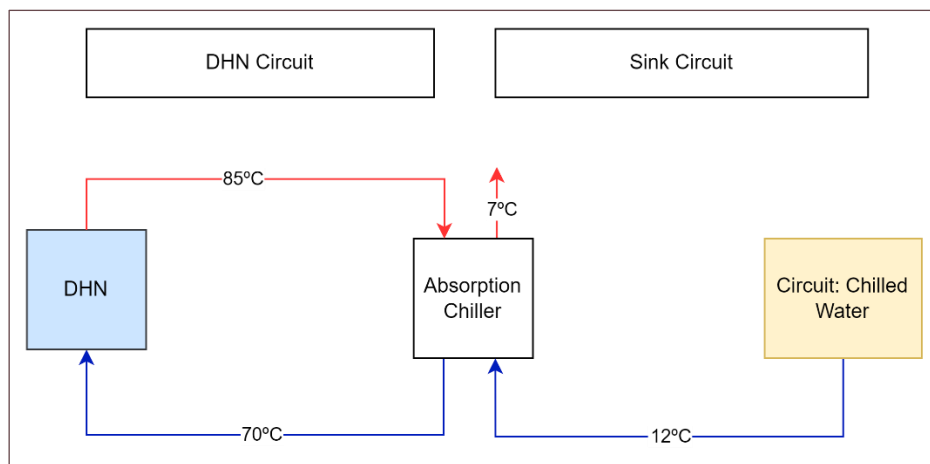 DHN Circuit
Sink Circuit
85ºC
7ºC
DHN
Absorption
Chiller
Circuit: Chilled
Water
70ºC
12ºC